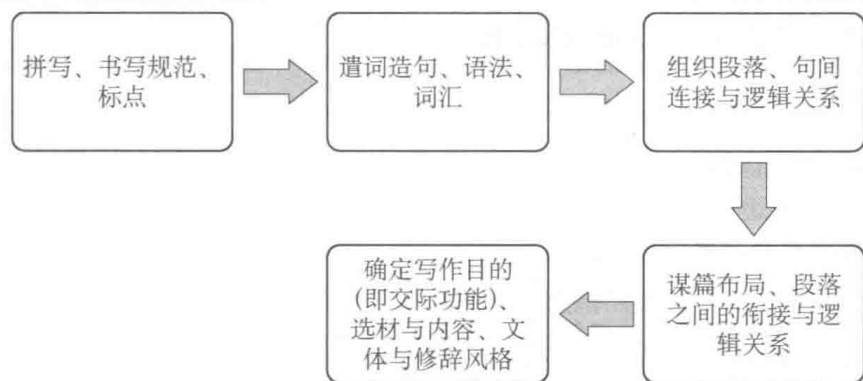 拼写、书写规范、
标点
遣词造句、语法、
词汇
组织段落、句间
连接与逻辑关系
谋篇布局、段落
之间的衔接与逻
辑关系
确定写作目的
(即交际功能)、
选材与内容、文
体与修辞风格